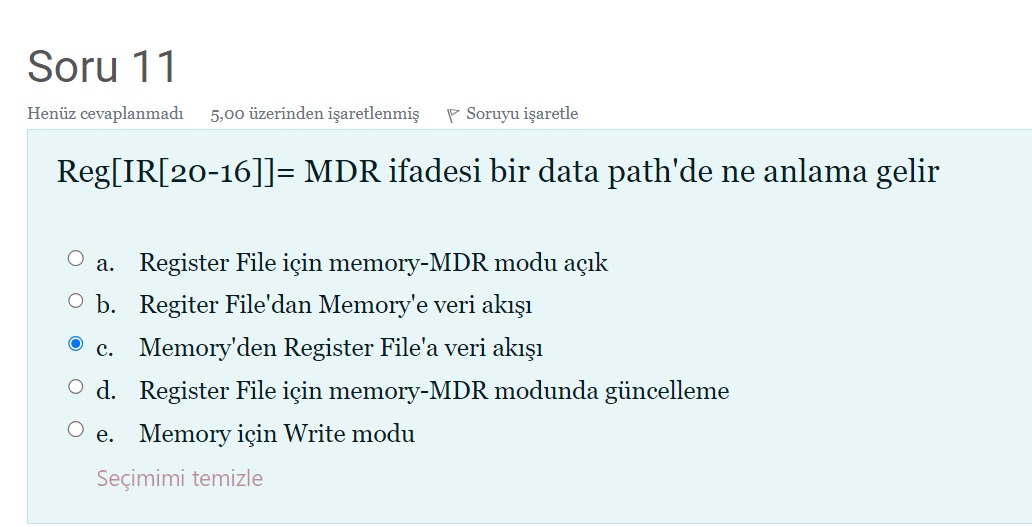 Soru 11
Henüz cevaplanmadı 5,00 üzerinden işaretlenmiş Soruyu işaretle
Reg[IR[20-16]]= MDR ifadesi bir data path'de ne anlama gelir
a. Register File için memory-MDR modu açık
b. Regiter File'dan Memory'e veri akışı
c. Memory'den Register File'a veri akışı
d. Register File için memory-MDR modunda güncelleme
e. Memory için Write modu
Seçimimi temizle